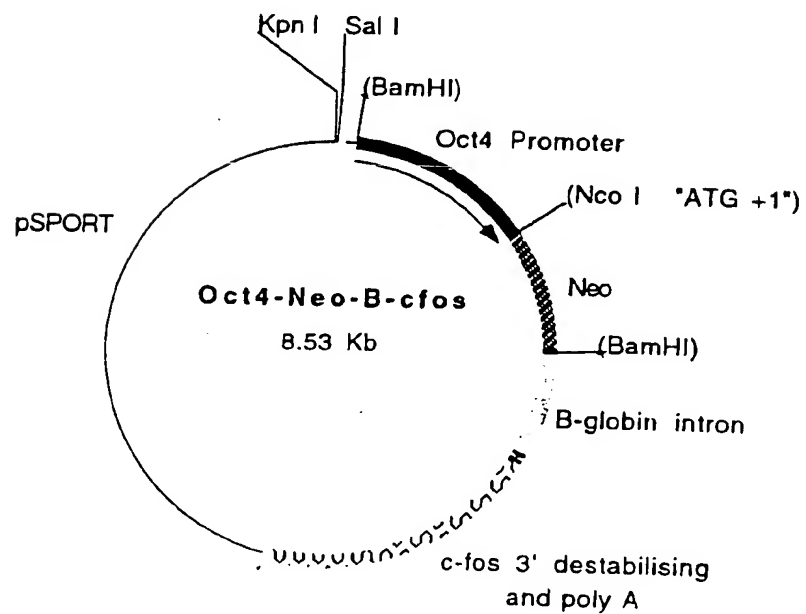 Kpn I Sal I
(BamHI)
Oct4 Promoter
(Nco I "ATG +1")
pSPORT
Oct4-Neo-B-cfos
8.53 Kb
Neo
(BamHI)
B-globin intron
c-fos 3' destabilising
and poly A